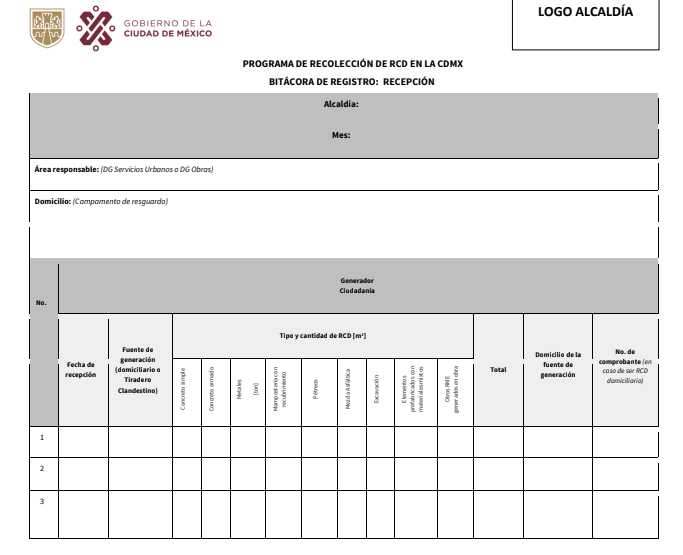 GOBIERNO DE LA
CIUDAD DE MÉXICO
LOGO ALCALDÍA
PROGRAMA DE RECOLECCIÓN DE RCD EN LA CDMX
BITÁCORA DE REGISTRO: RECEPCIÓN
Alcaldía:
Mes:
Área responsable: (DG Servicios Urbanos o DG Obras)
Domicilio: (Campamento de resguardo)
No.
Generador
Ciudadanía
Fecha de
recepción
Fuente de
generación
(domiciliario o
Tiradero
Clandestino)
Tipo y cantidad de RCD [m³]
Concreto simple
Concreto armado
Metales
[ton]
Mampostería con
recubrimiento
Pétreos
Mezcla Asfáltica
Excavación
Elementos
prefabricados con
materiales mixtos
Otros RME
generados en obra
Total
Domicilio de la
fuente de
generación
No. de
comprobante (en
caso de ser RCD
domiciliario)
1
2
3